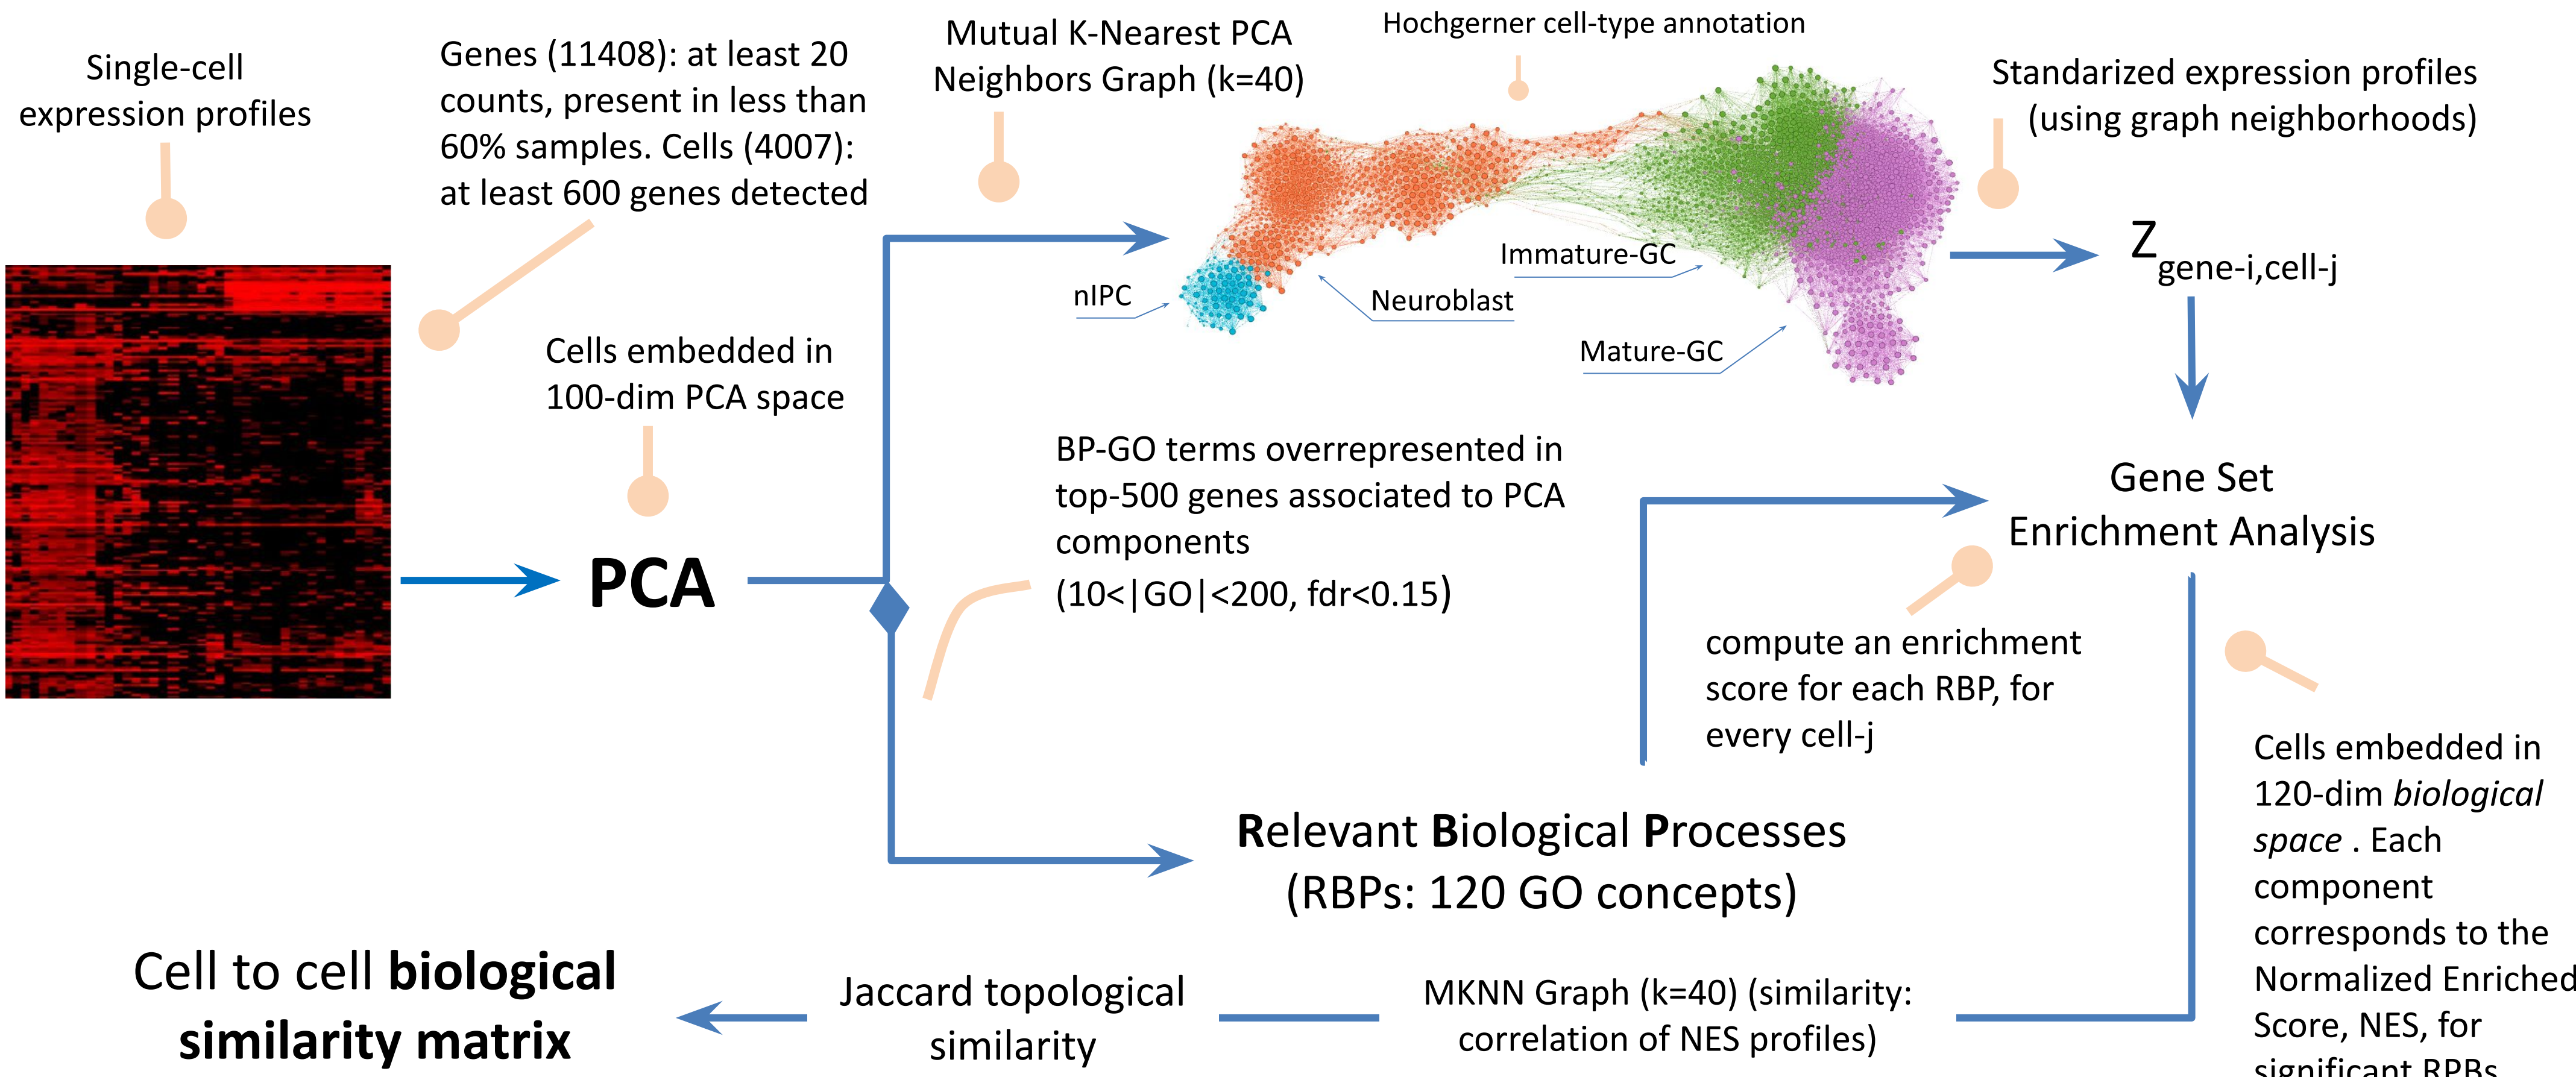 Single-cell
expression profiles
Genes (11408): at least 20
counts, present in less than
60% samples. Cells (4007):
at least 600 genes detected
Mutual K-Nearest PCA
Neighbors Graph (k=40)
Hochgerner cell-type annotation
Standarized expression profiles
(using graph neighborhoods)
nIPC
Neuroblast
Immature-GC
Mature-GC
Z gene-i,cell-j
Cells embedded in
100-dim PCA space
PCA
BP-GO terms overrepresented in
top-500 genes associated to PCA
components
(10<|GO|<200, fdr<0.15)
Gene Set
Enrichment Analysis
compute an enrichment
score for each RBP, for
every cell-j
Relevant Biological Processes
(RBPs: 120 GO concepts)
Cells embedded in
120-dim biological
space . Each
component
corresponds to the
Normalized Enriched
Score, NES, for
significant RPBs
MKNN Graph (k=40) (similarity:
correlation of NES profiles)
Jaccard topological
similarity
Cell to cell biological
similarity matrix